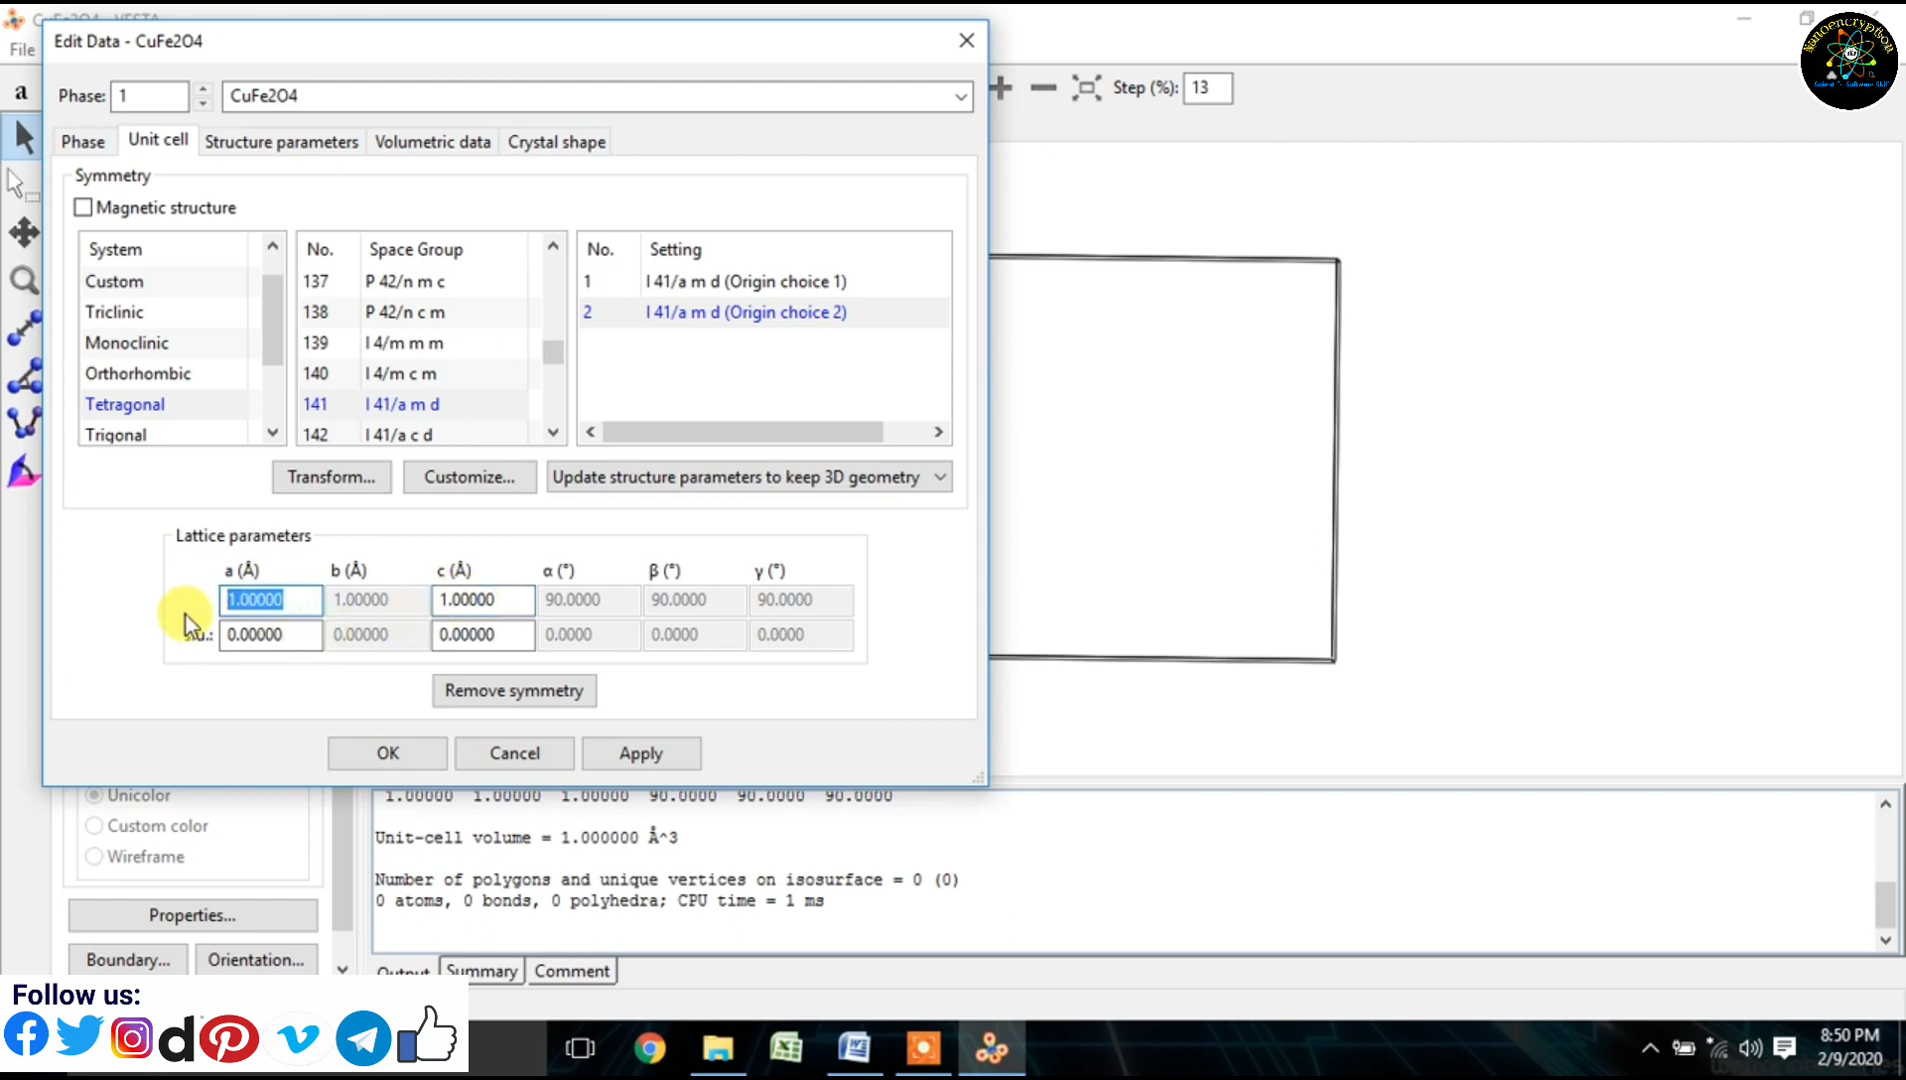 Edit Data - CuFe2O4
File
Nanoencryption
Phase: 1 CuFe2O4
Step (%): 13
a
Phase Unit cell Structure parameters Volumetric data Crystal shape
Symmetry
Magnetic structure
System No. Space Group No. Setting
Custom 137 P 42/n m c 1 I 41/a m d (Origin choice 1)
Triclinic 138 P 42/n c m 2 I 41/a m d (Origin choice 2)
Monoclinic 139 I 4/m m m
Orthorhombic 140 I 4/m c m
Tetragonal 141 I 41/a m d
Trigonal 142 I 41/a c d
Transform... Customize... Update structure parameters to keep 3D geometry
Lattice parameters
a (Å) b (Å) c (Å) α (°) β (°) γ (°)
1.00000 1.00000 1.00000 90.0000 90.0000 90.0000
0.00000 0.00000 0.00000 0.0000 0.0000 0.0000
Remove symmetry
OK Cancel Apply
Unicolor
Custom color
Wireframe
Properties...
Boundary... Orientation...
1.00000 1.00000 1.00000 90.0000 90.0000 90.0000
Unit-cell volume = 1.000000 Å^3
Number of polygons and unique vertices on isosurface = 0 (0)
0 atoms, 0 bonds, 0 polyhedra; CPU time = 1 ms
Output Summary Comment
Follow us:
8:50 PM
2/9/2020